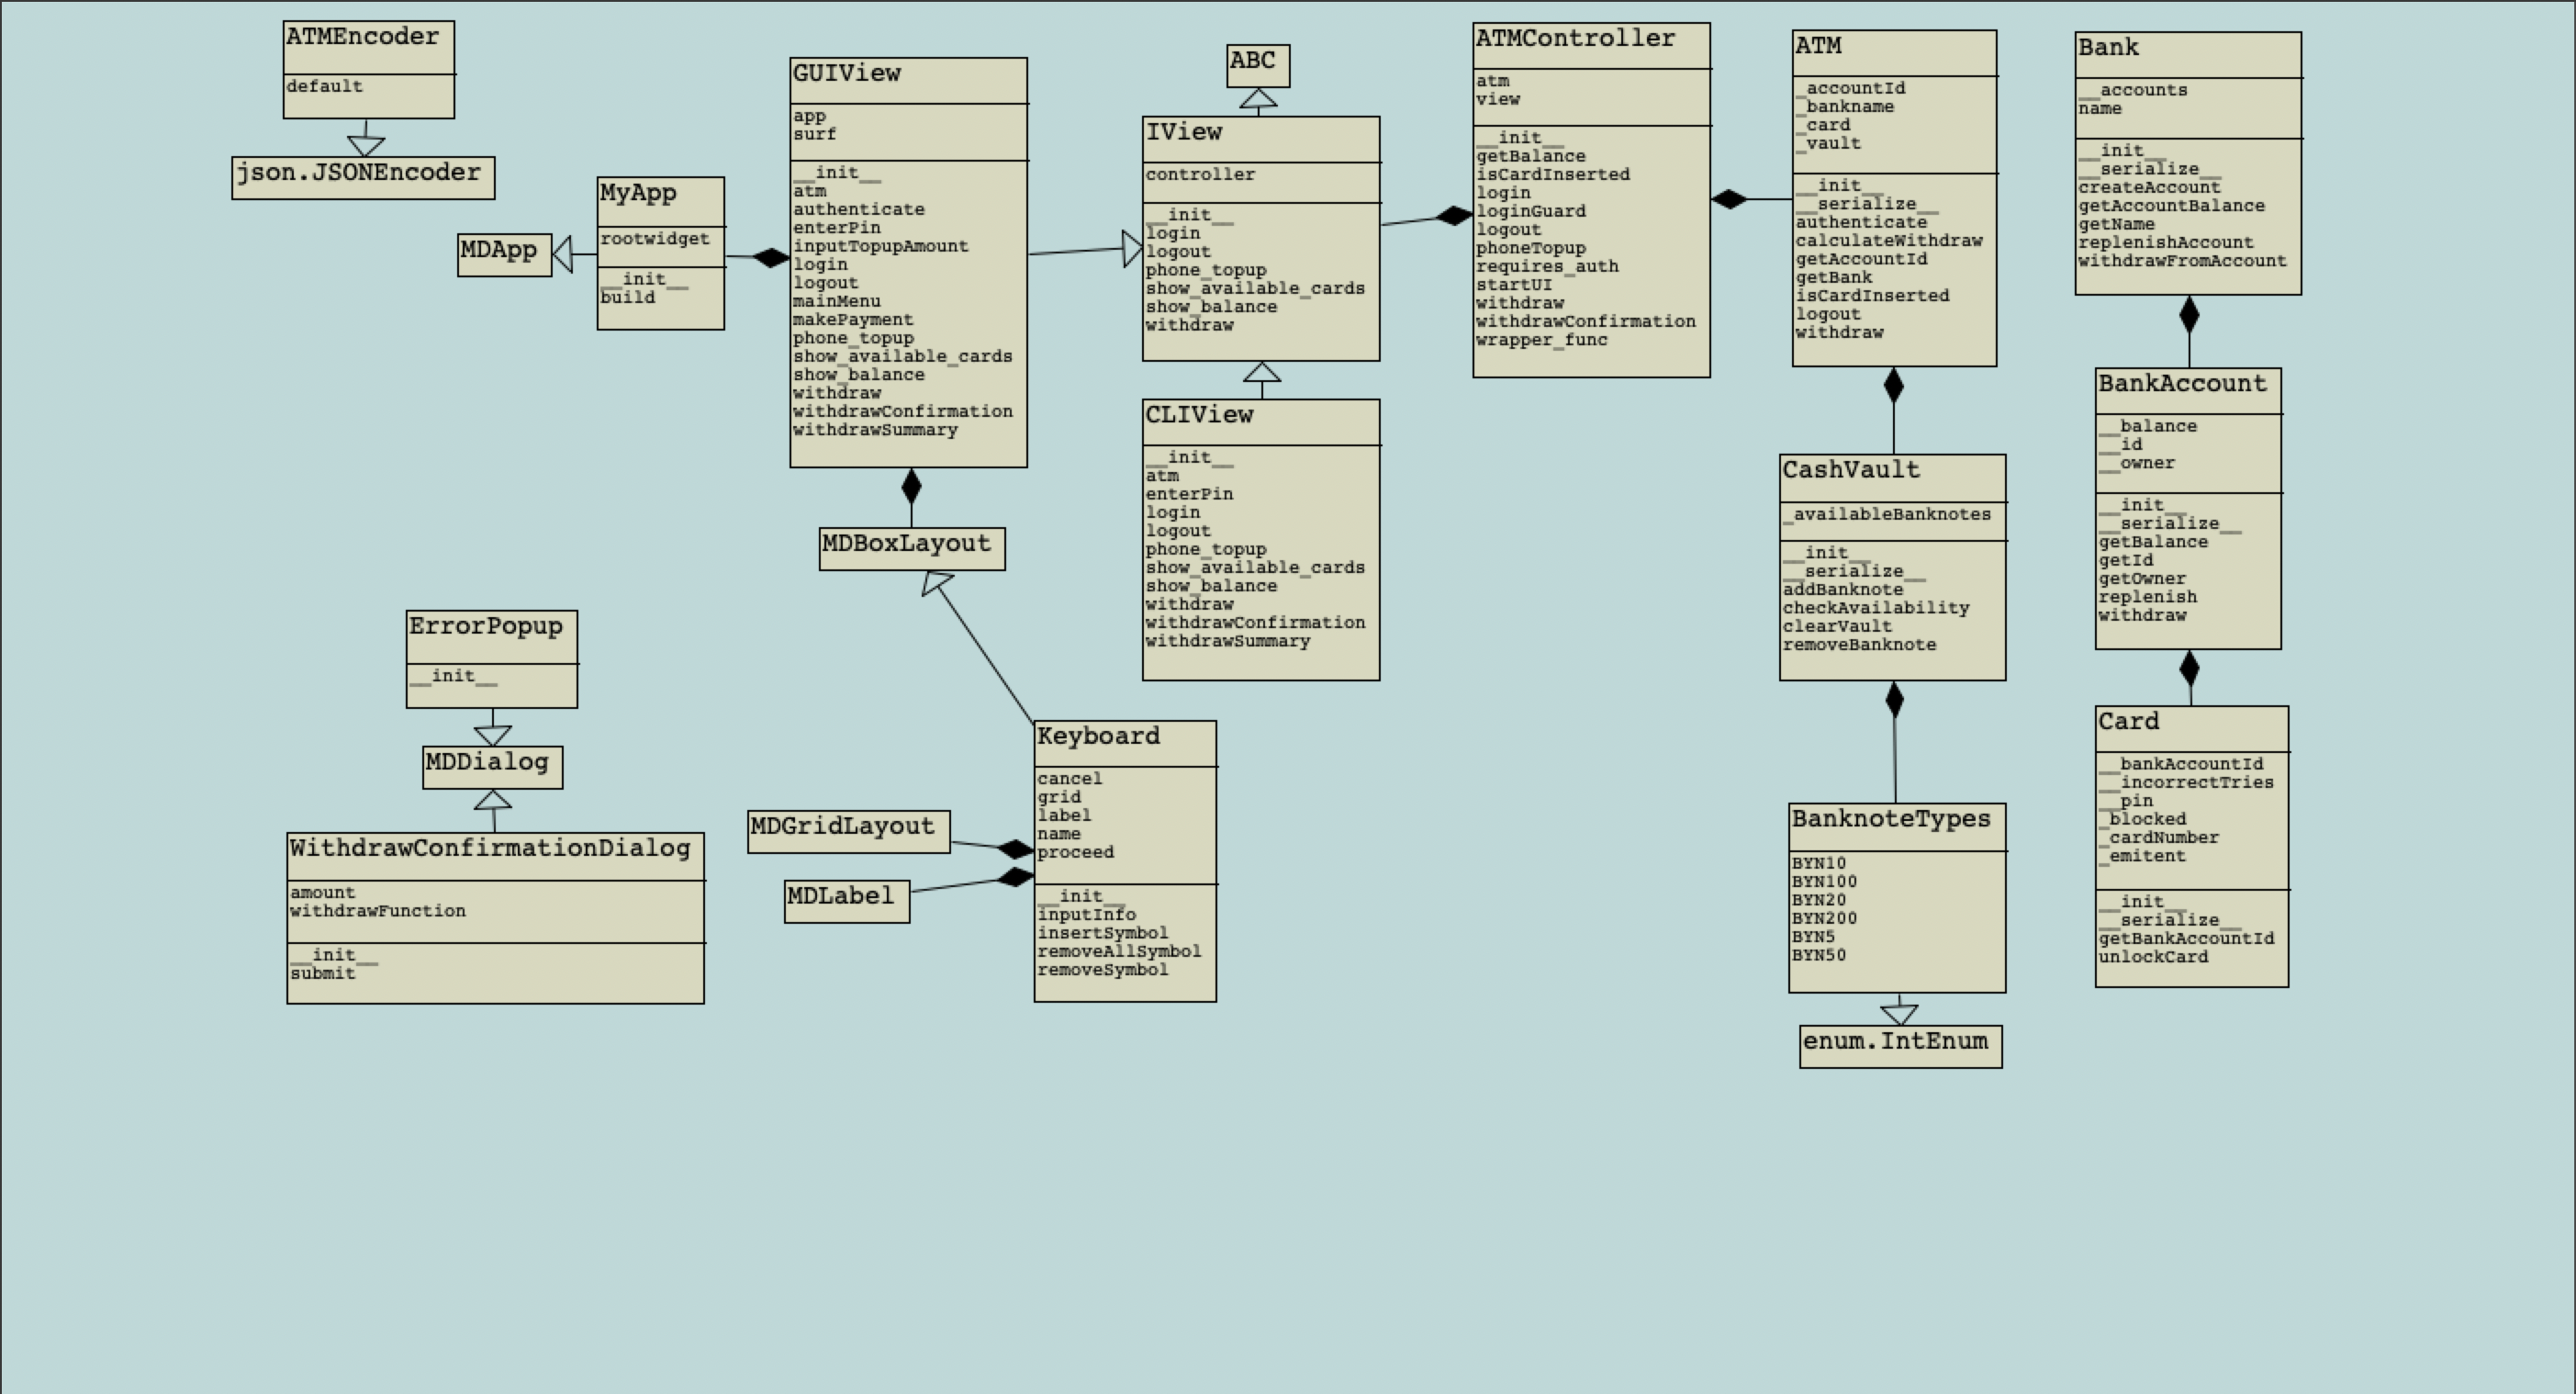 ATMEncoder
default
json.JSONEncoder
MDApp
MyApp
rootwidget
__init__
build
GUIView
app
surf
__init__
atm
authenticate
enterPin
inputTopupAmount
login
logout
mainMenu
makePayment
phone_topup
show_available_cards
show_balance
withdraw
withdrawConfirmation
withdrawSummary
MDBoxLayout
ABC
IView
controller
__init__
login
logout
phone_topup
show_available_cards
show_balance
withdraw
CLIView
__init__
atm
enterPin
login
logout
phone_topup
show_available_cards
show_balance
withdraw
withdrawConfirmation
withdrawSummary
ATMController
atm
view
__init__
getBalance
isCardInserted
login
loginGuard
logout
phoneTopup
requires_auth
startUI
withdraw
withdrawConfirmation
wrapper_func
ATM
_accountId
_bankname
_card
_vault
__init__
__serialize__
authenticate
calculateWithdraw
getAccountId
getBank
isCardInserted
logout
withdraw
CashVault
_availableBanknotes
__init__
__serialize__
addBanknote
checkAvailability
clearVault
removeBanknote
BanknoteTypes
BYN10
BYN100
BYN20
BYN200
BYN5
BYN50
enum.IntEnum
Bank
__accounts
name
__init__
__serialize__
createAccount
getAccountBalance
getName
replenishAccount
withdrawFromAccount
BankAccount
__balance
__id
__owner
__init__
__serialize__
getBalance
getId
getOwner
replenish
withdraw
Card
__bankAccountId
__incorrectTries
__pin
_blocked
_cardNumber
_emitent
__init__
__serialize__
getBankAccountId
unlockCard
ErrorPopup
__init__
MDDialog
WithdrawConfirmationDialog
amount
withdrawFunction
__init__
submit
MDGridLayout
MDLabel
Keyboard
cancel
grid
label
name
proceed
__init__
inputInfo
insertSymbol
removeAllSymbol
removeSymbol